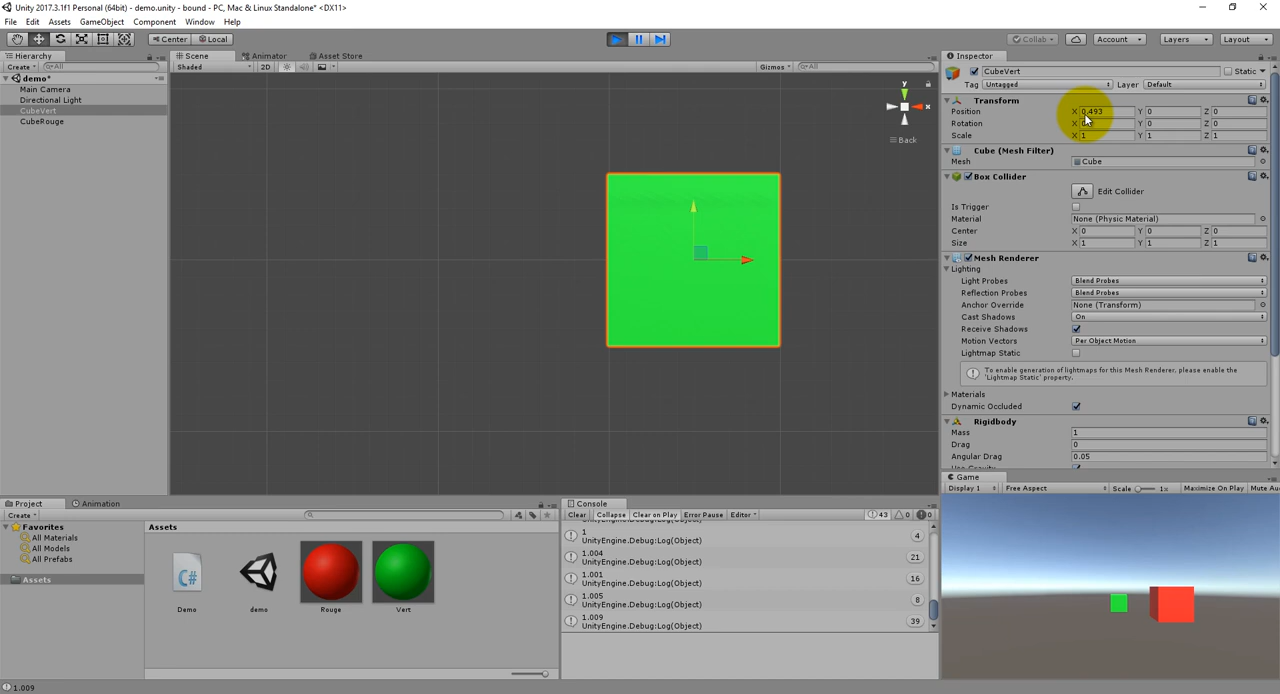 Unity 2017.3.1f1 Personal (64bit) - demo.unity - bound - PC, Mac & Linux Standalone* <DX11>
File Edit Assets GameObject Component Window Help
Center Local Collab Account Layers Layout
Hierarchy
Create All
demo*
Main Camera
Directional Light
CubeVert
CubeRouge
Scene Animator Asset Store
Shaded 2D Gizmos All
y
x
Back
Inspector
CubeVert Static
Tag Untagged Layer Default
Transform
Position X 0.493 Y 0 Z 0
Rotation X Y 0 Z 0
Scale X 1 Y 1 Z 1
Cube (Mesh Filter)
Mesh Cube
Box Collider
Edit Collider
Is Trigger
Material None (Physic Material)
Center X 0 Y 0 Z 0
Size X 1 Y 1 Z 1
Mesh Renderer
Lighting
Light Probes Blend Probes
Reflection Probes Blend Probes
Anchor Override None (Transform)
Cast Shadows On
Receive Shadows
Motion Vectors Per Object Motion
Lightmap Static
To enable generation of lightmaps for this Mesh Renderer, please enable the
'Lightmap Static' property.
Materials
Dynamic Occluded
Rigidbody
Mass 1
Drag 0
Angular Drag 0.05
Game
Display 1 Free Aspect Scale 1x Maximize On Play Mute Au
Project Animation
Create
Favorites
All Materials
All Models
All Prefabs
Assets
Assets
C#
Demo demo Rouge Vert
Console
Clear Collapse Clear on Play Error Pause Editor 43 0 0
UnityEngine.Debug:Log(Object)
1
UnityEngine.Debug:Log(Object) 4
1.004
UnityEngine.Debug:Log(Object) 21
1.001
UnityEngine.Debug:Log(Object) 16
1.005
UnityEngine.Debug:Log(Object) 8
1.009
UnityEngine.Debug:Log(Object) 39
1.009